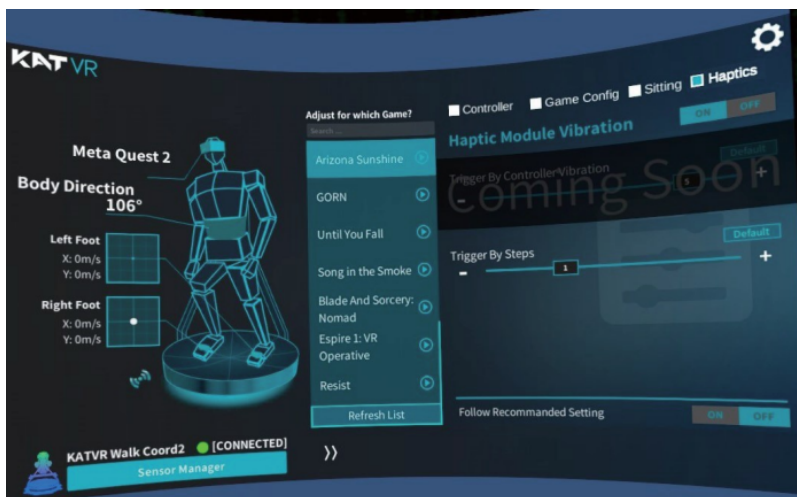 KAT VR
Meta Quest 2
Body Direction
106°
Left Foot
X: 0m/s
Y: 0m/s
Right Foot
X: 0m/s
Y: 0m/s
KATVR Walk Coord2 [CONNECTED]
Sensor Manager
Adjust for which Game?
Search ...
Arizona Sunshine
GORN
Until You Fall
Song in the Smoke
Blade And Sorcery:
Nomad
Espire 1: VR
Operative
Resist
Refresh List
Controller Game Config Sitting Haptics
Haptic Module Vibration ON OFF
Default
Trigger By Controller Vibration
- 5 +
Coming Soon
Default
Trigger By Steps
- 1 +
Follow Recommanded Setting ON OFF